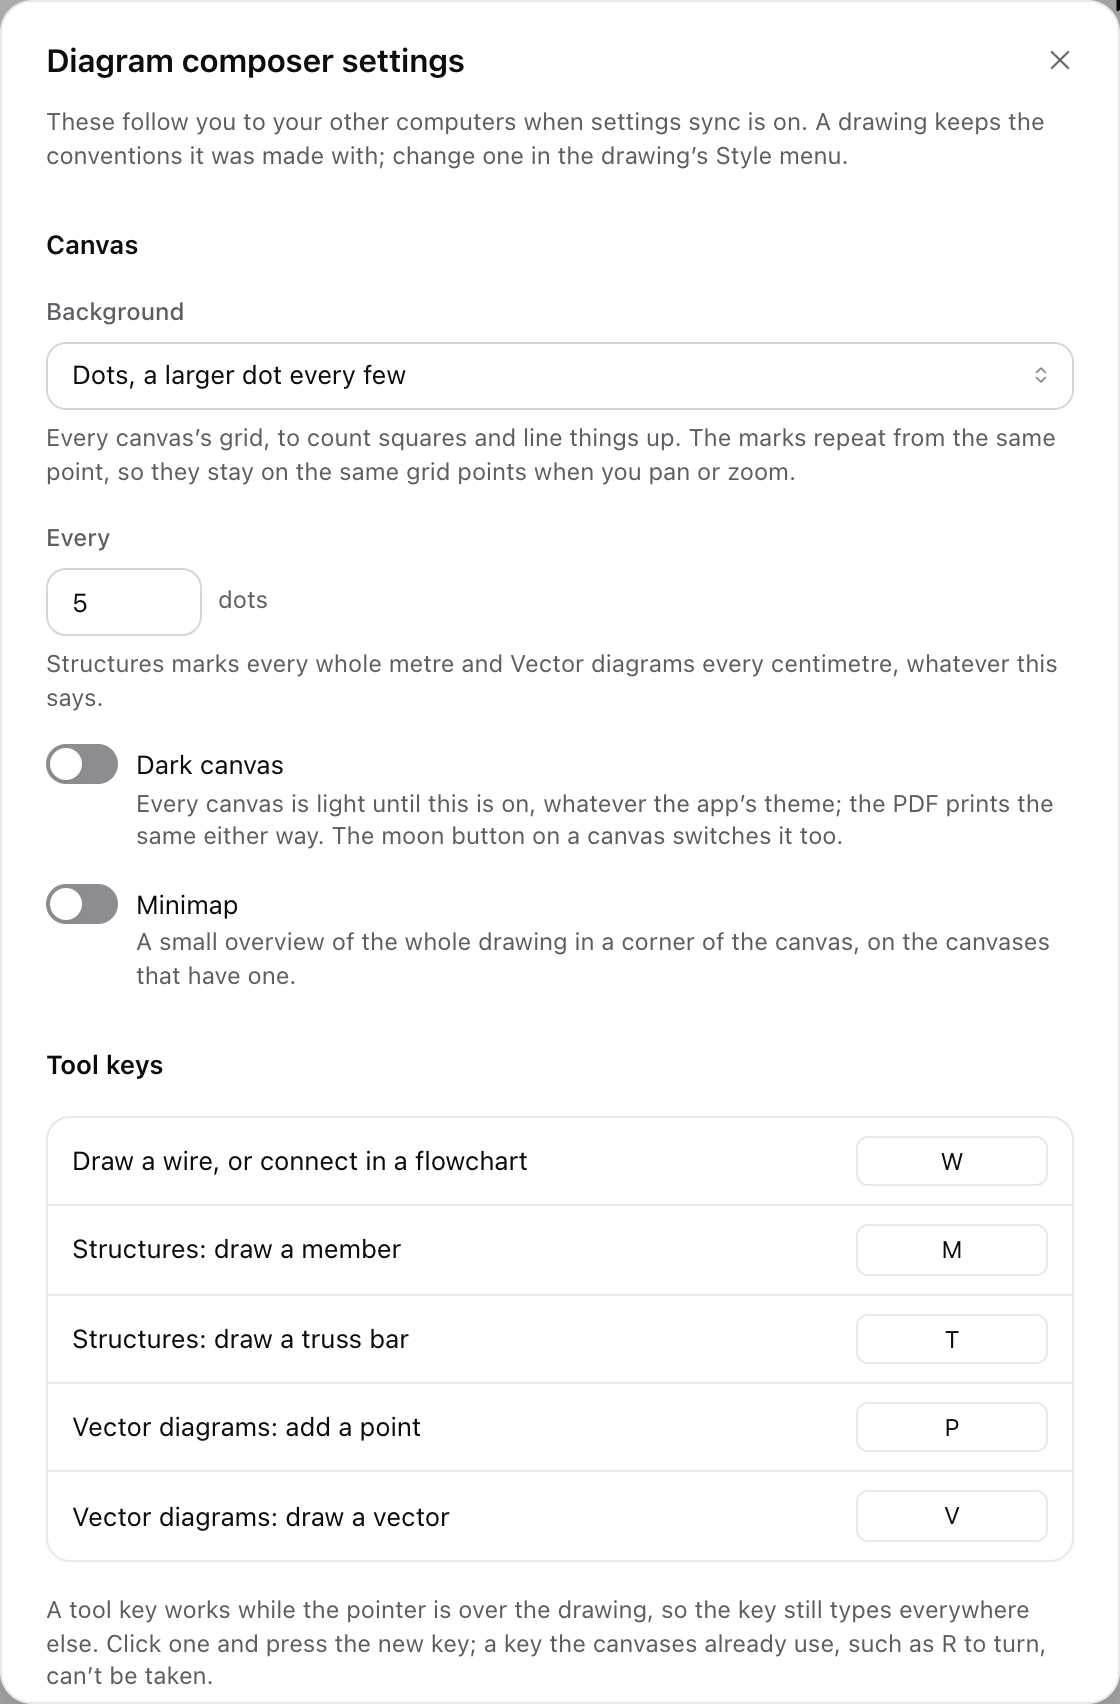 Diagram composer settings
These follow you to your other computers when settings sync is on. A drawing keeps the
conventions it was made with; change one in the drawing’s Style menu.
Canvas
Background
Dots, a larger dot every few
Every canvas’s grid, to count squares and line things up. The marks repeat from the same
point, so they stay on the same grid points when you pan or zoom.
Every
5 dots
Structures marks every whole metre and Vector diagrams every centimetre, whatever this
says.
Dark canvas
Every canvas is light until this is on, whatever the app’s theme; the PDF prints the
same either way. The moon button on a canvas switches it too.
Minimap
A small overview of the whole drawing in a corner of the canvas, on the canvases
that have one.
Tool keys
Draw a wire, or connect in a flowchart W
Structures: draw a member M
Structures: draw a truss bar T
Vector diagrams: add a point P
Vector diagrams: draw a vector V
A tool key works while the pointer is over the drawing, so the key still types everywhere
else. Click one and press the new key; a key the canvases already use, such as R to turn,
can’t be taken.